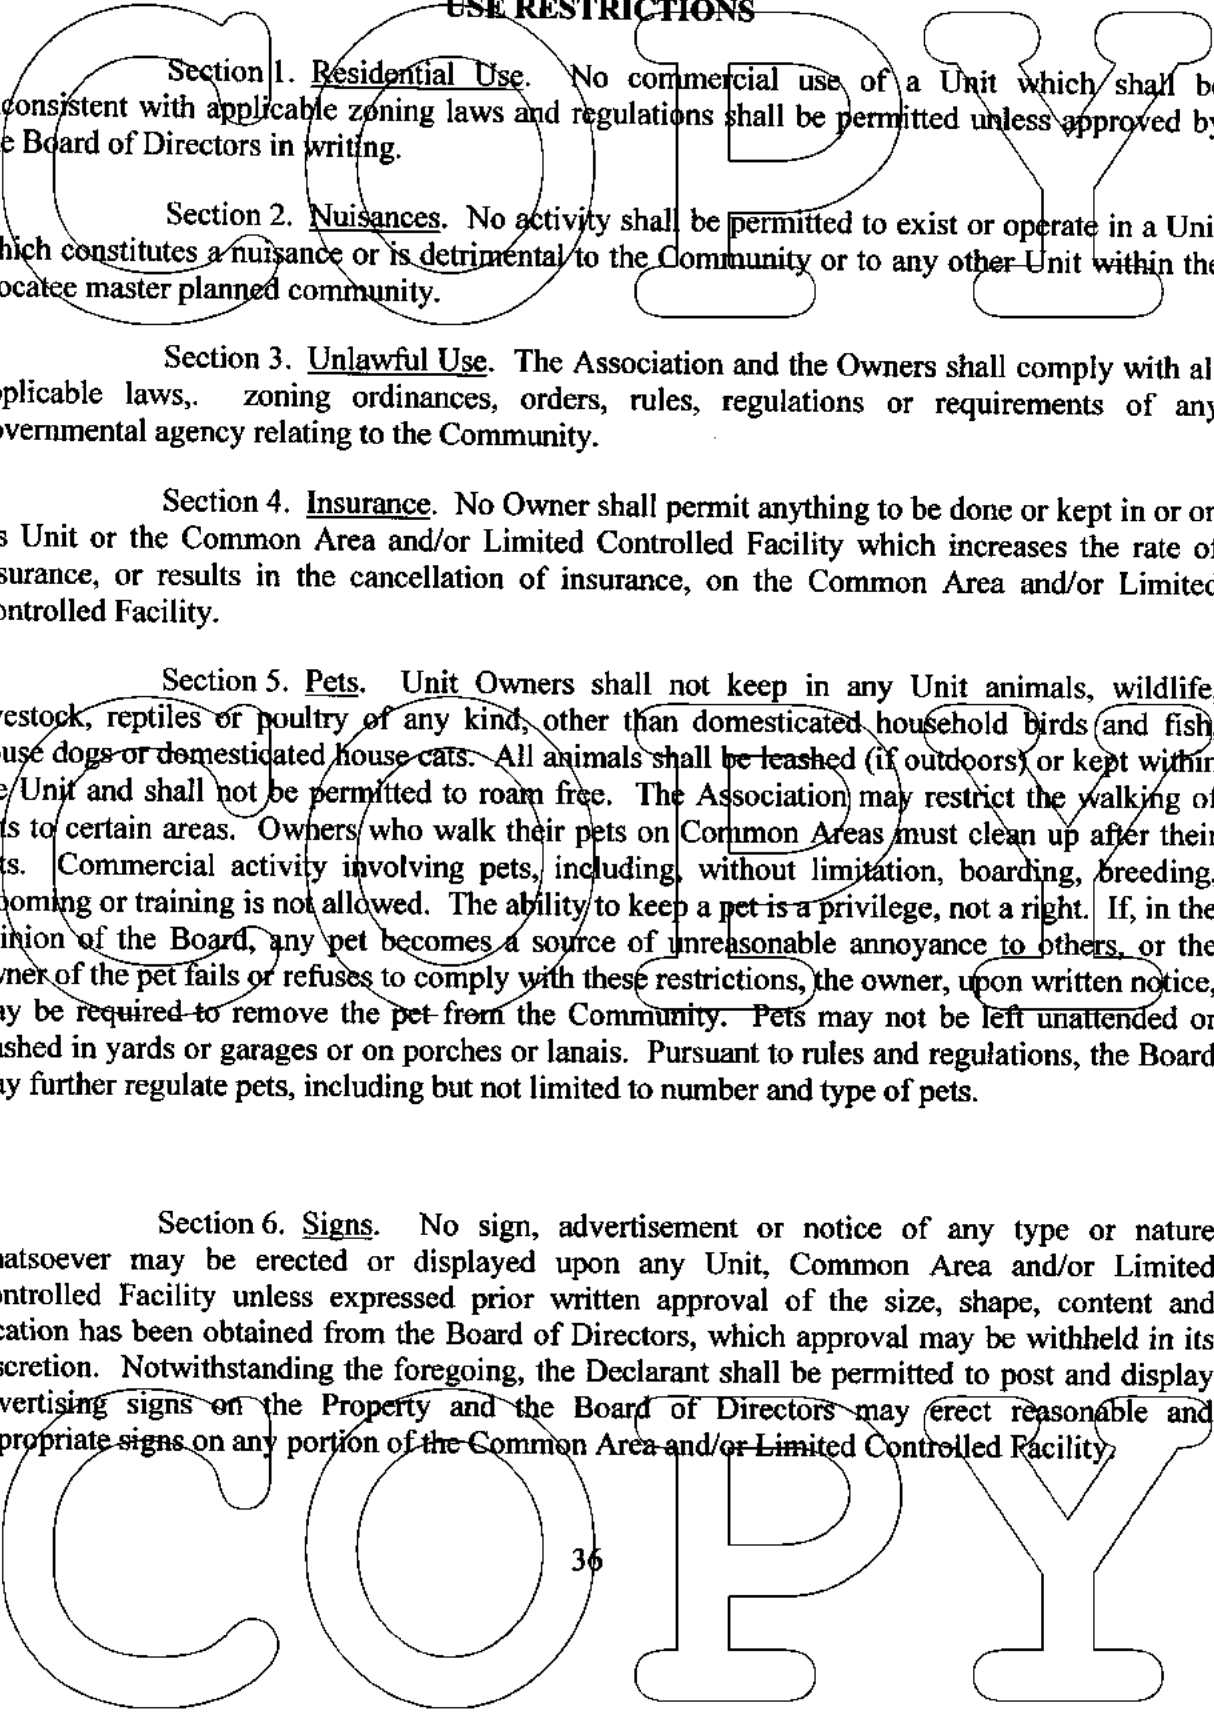 USE RESTRICTIONS
Section 1. Residential Use. No commercial use of a Unit which shall be
consistent with applicable zoning laws and regulations shall be permitted unless approved by
e Board of Directors in writing.
Section 2. Nuisances. No activity shall be permitted to exist or operate in a Uni
hich constitutes a nuisance or is detrimental to the Community or to any other Unit within the
ocatee master planned community.
Section 3. Unlawful Use. The Association and the Owners shall comply with al
plicable laws,. zoning ordinances, orders, rules, regulations or requirements of any
overnmental agency relating to the Community.
Section 4. Insurance. No Owner shall permit anything to be done or kept in or on
s Unit or the Common Area and/or Limited Controlled Facility which increases the rate of
surance, or results in the cancellation of insurance, on the Common Area and/or Limited
ontrolled Facility.
Section 5. Pets. Unit Owners shall not keep in any Unit animals, wildlife,
estock, reptiles or poultry of any kind, other than domesticated household birds and fish,
use dogs or domesticated house cats. All animals shall be leashed (if outdoors) or kept within
e Unit and shall not be permitted to roam free. The Association may restrict the walking of
ts to certain areas. Owners who walk their pets on Common Areas must clean up after their
ts. Commercial activity involving pets, including, without limitation, boarding, breeding,
ooming or training is not allowed. The ability to keep a pet is a privilege, not a right. If, in the
inion of the Board, any pet becomes a source of unreasonable annoyance to others, or the
ner of the pet fails or refuses to comply with these restrictions, the owner, upon written notice,
ay be required to remove the pet from the Community. Pets may not be left unattended or
ashed in yards or garages or on porches or lanais. Pursuant to rules and regulations, the Board
ay further regulate pets, including but not limited to number and type of pets.
Section 6. Signs. No sign, advertisement or notice of any type or nature
hatsoever may be erected or displayed upon any Unit, Common Area and/or Limited
ontrolled Facility unless expressed prior written approval of the size, shape, content and
cation has been obtained from the Board of Directors, which approval may be withheld in its
scretion. Notwithstanding the foregoing, the Declarant shall be permitted to post and display
vertising signs on the Property and the Board of Directors may erect reasonable and
propriate signs on any portion of the Common Area and/or Limited Controlled Facility.
36
COPY
COPY
COPY